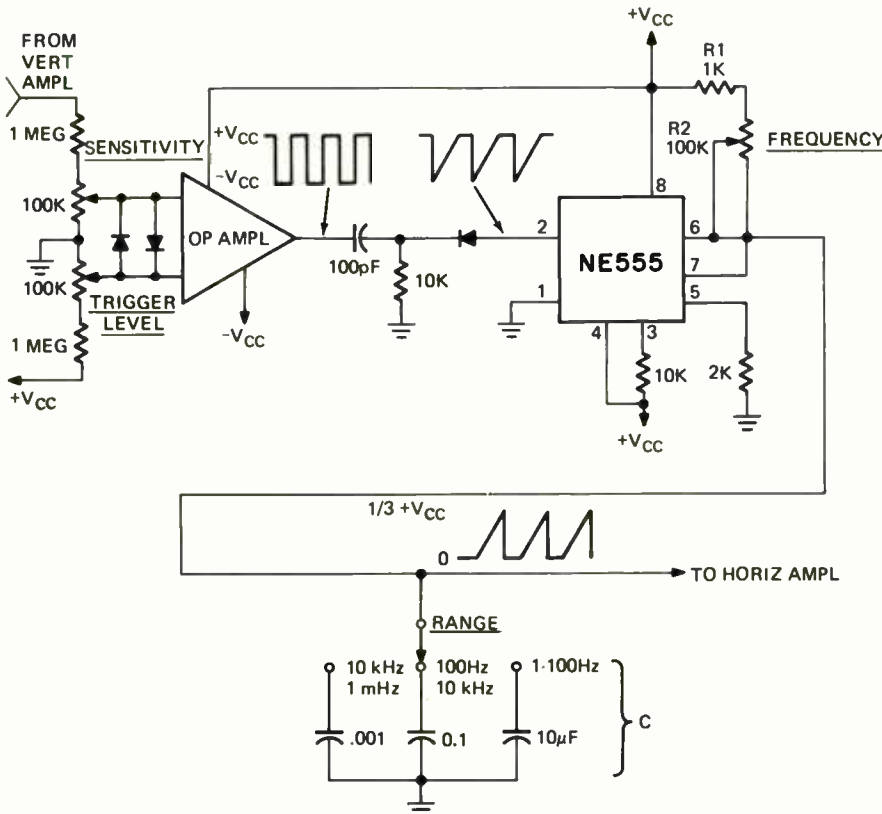 FROM
VERT
AMPL
1 MEG
SENSITIVITY
100K
100K
TRIGGER
LEVEL
1 MEG
+VCC
+VCC
-VCC
OP AMPL
-VCC
100pF
10K
+VCC
R1
1K
R2
100K
FREQUENCY
8
2
6
NE555
7
1
5
4
3
10K
2K
+VCC
1/3 +VCC
0
TO HORIZ AMPL
RANGE
10 kHz
1 mHz
100Hz
10 kHz
1-100Hz
.001
0.1
10μF
C